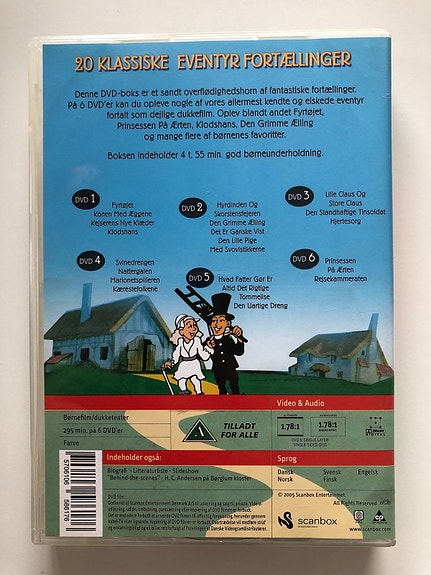 20 KLASSISKE EVENTYR FORTÆLLINGER
Denne DVD-boks er et sandt overflødighedshorn af fantastiske fortællinger.
På 6 DVD'er kan du opleve nogle af vores allermest kendte og elskede eventyr
fortalt som dejlige dukkefilm. Oplev blandt andet Fyrtøjet,
Prinsessen På Ærten, Klodshans, Den Grimme Ælling
og mange flere af børnenes favoritter.
Boksen indeholder 4 t. 55 min. god børneunderholdning.
DVD 1
Fyrtøjet
Konen Med Æggene
Kejserens Nye Klæder
Klodshans
DVD 2
Hyrdinden Og
Skorstensfejeren
Den Grimme Ælling
Det Er Ganske Vist
Den Lille Pige
Med Svovlstikkerne
DVD 3
Lille Claus Og
Store Claus
Den Standhaftige Tinsoldat
Hjertesorg
DVD 4
Svinedrengen
Nattergalen
Marionetspilleren
Kærestefolkene
DVD 5
Hvad Fatter Gør Er
Altid Det Rigtige
Tommelise
Den Uartige Dreng
DVD 6
Prinsessen
På Ærten
Rejsekammeraten
Video & Audio
Børnefilm/dukketeater
295 min. på 6 DVD'er
Farve
A
TILLADT
FOR ALLE
1.78:1
1.78:1
DIGITAL
Indeholder også:
Biografi · Litteraturliste · Slideshow
"Behind-the-scenes" · H. C. Andersen på Børglum kloster
Sprog
Dansk
Norsk
Svensk
Finsk
Engelsk
5706106
586176
DVD film
© 2005 Scanbox Entertainment.
All Rights Reserved
scanbox
www.scanbox.com